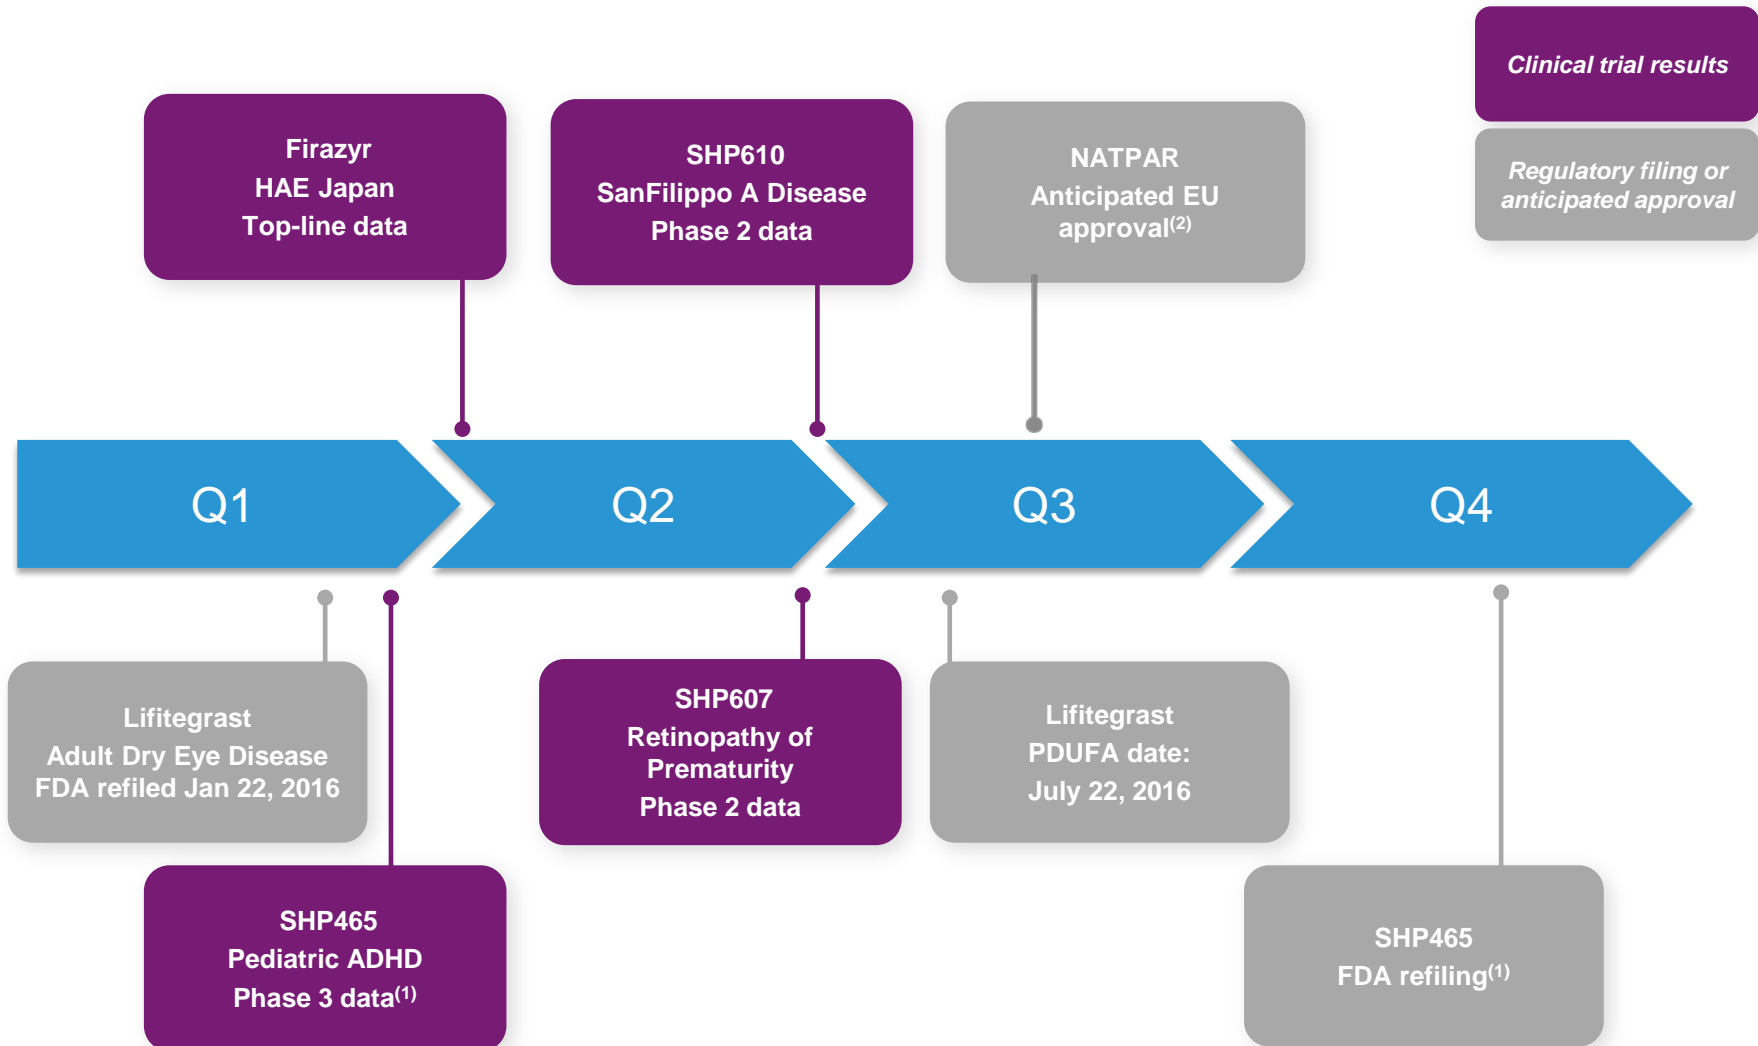 Clinical trial results
Regulatory filing or
anticipated approval
Firazyr
HAE Japan
Top-line data
SHP610
SanFilippo A Disease
Phase 2 data
NATPAR
Anticipated EU
approval(2)
Q1
Q2
Q3
Q4
Lifitegrast
Adult Dry Eye Disease
FDA refiled Jan 22, 2016
SHP465
Pediatric ADHD
Phase 3 data(1)
SHP607
Retinopathy of
Prematurity
Phase 2 data
Lifitegrast
PDUFA date:
July 22, 2016
SHP465
FDA refiling(1)